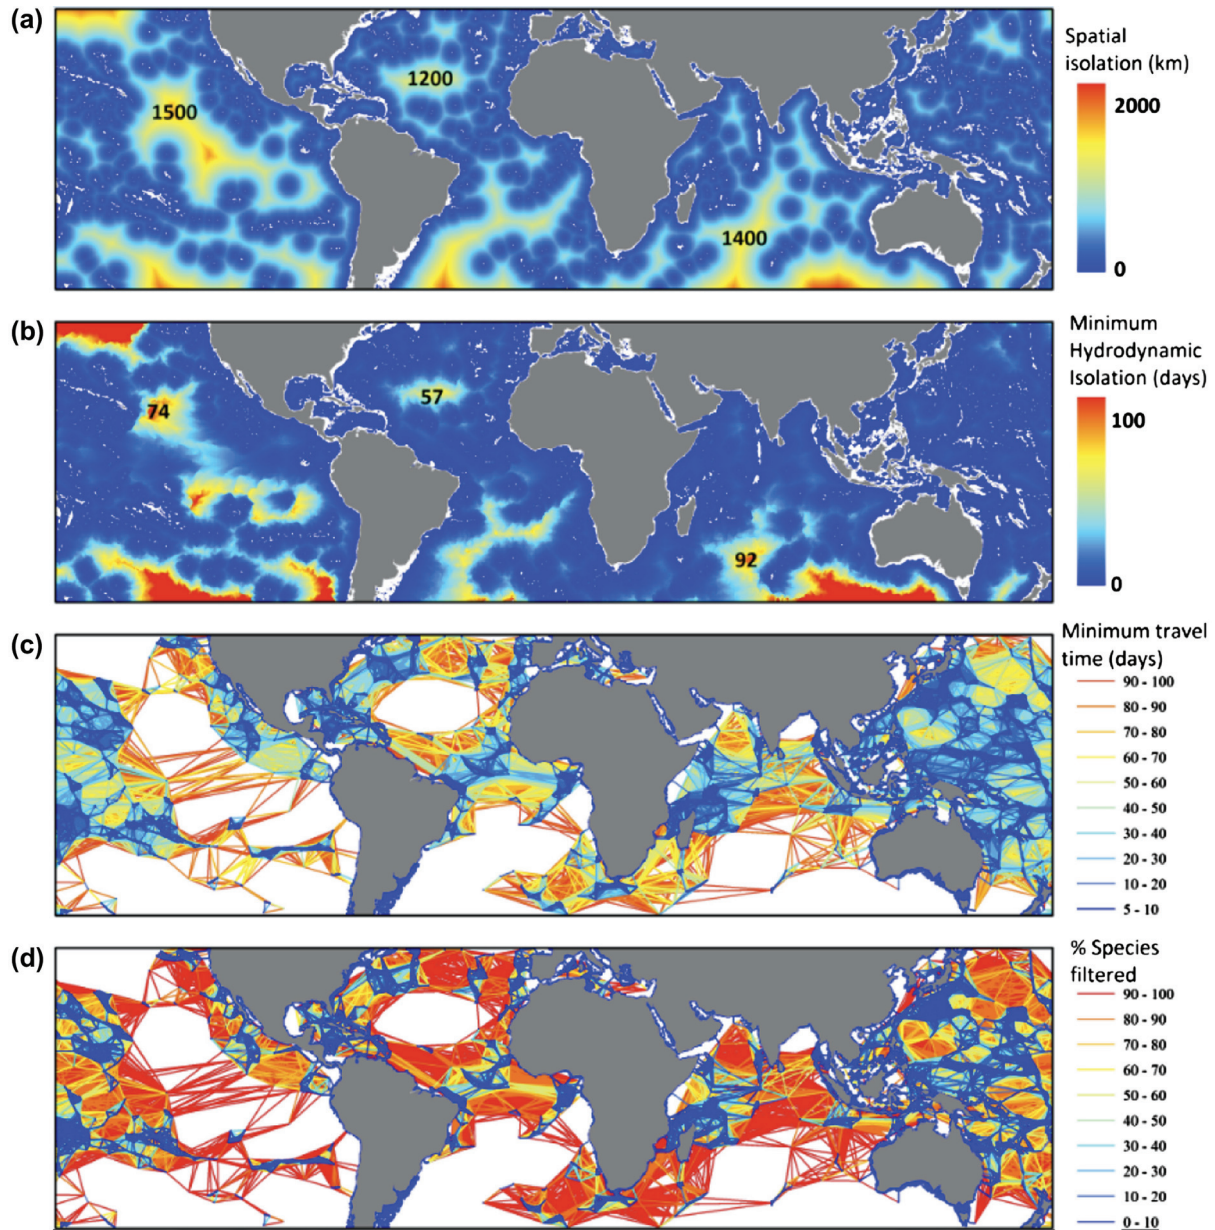 (a)
1500
1200
1400
Spatial
isolation (km)
2000
0
(b)
74
57
92
Minimum
Hydrodynamic
Isolation (days)
100
0
(c)
Minimum travel
time (days)
90 - 100
80 - 90
70 - 80
60 - 70
50 - 60
40 - 50
30 - 40
20 - 30
10 - 20
5 - 10
(d)
% Species
filtered
90 - 100
80 - 90
70 - 80
60 - 70
50 - 60
40 - 50
30 - 40
20 - 30
10 - 20
0 - 10